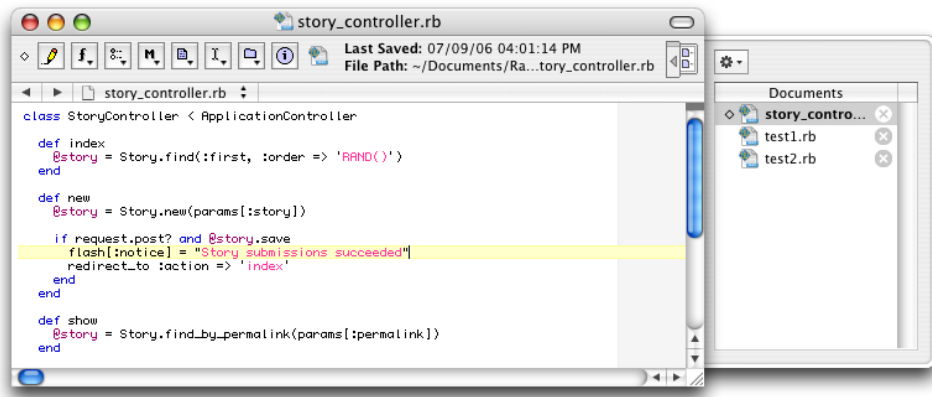 story_controller.rb
Last Saved: 07/09/06 04:01:14 PM
File Path: ~/Documents/Ra...tory_controller.rb
story_controller.rb
class StoryController < ApplicationController
def index
@story = Story.find(:first, :order => 'RAND()')
end
def new
@story = Story.new(params[:story])
if request.post? and @story.save
flash[:notice] = "Story submissions succeeded"
redirect_to :action => 'index'
end
end
def show
@story = Story.find_by_permalink(params[:permalink])
end
Documents
story_contro...
test1.rb
test2.rb